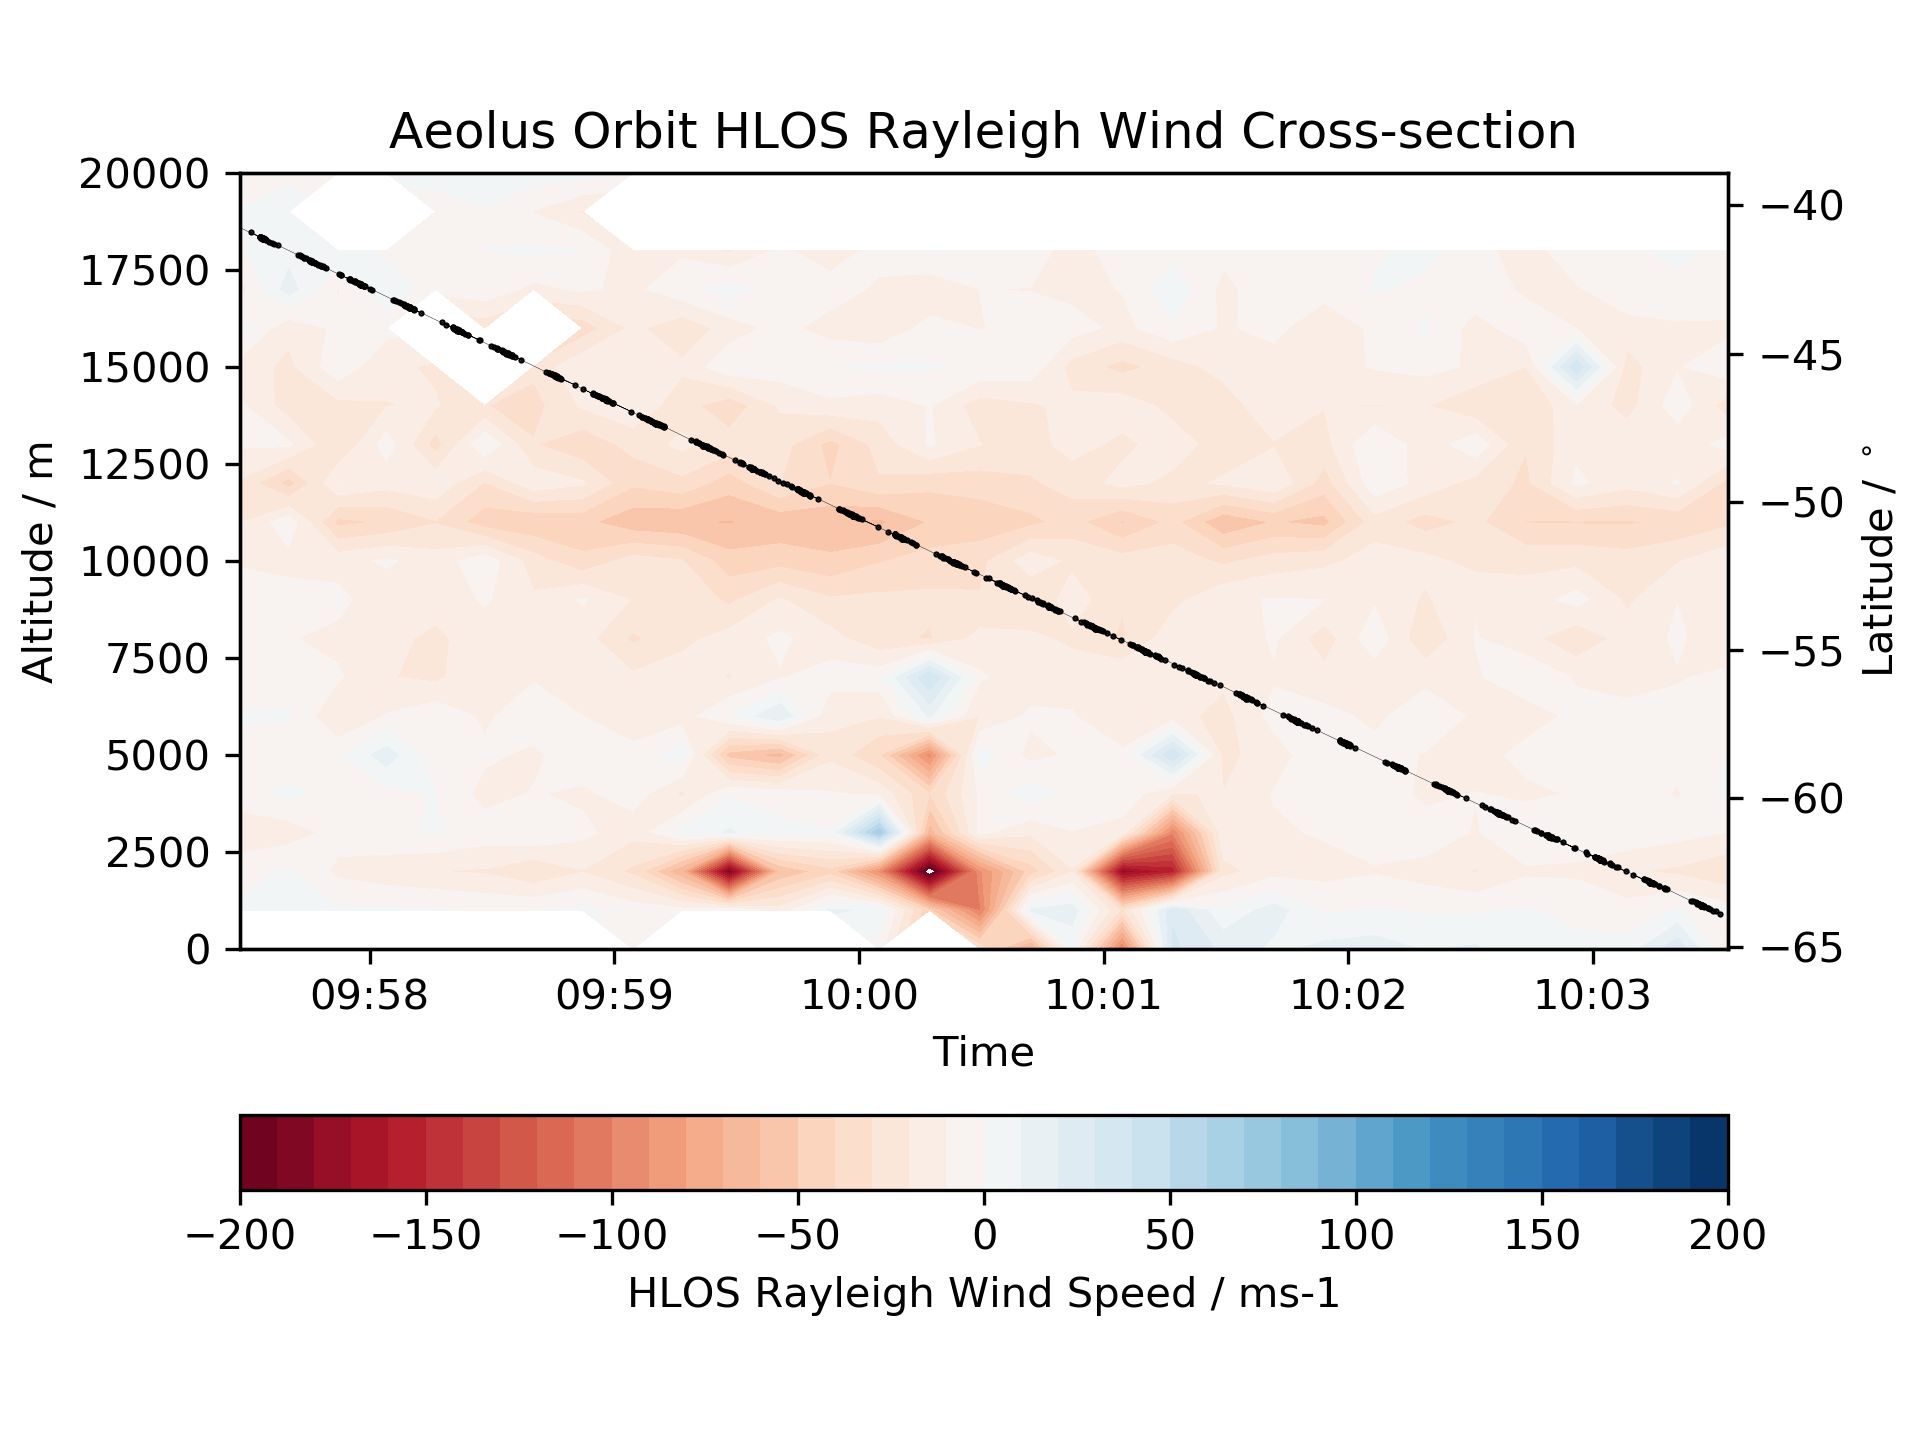 Aeolus Orbit HLOS Rayleigh Wind Cross-section
20000
17500
15000
12500
10000
7500
5000
2500
0
Altitude / m
−40
−45
−50
−55
−60
−65
Latitude / °
09:58 09:59 10:00 10:01 10:02 10:03
Time
−200 −150 −100 −50 0 50 100 150 200
HLOS Rayleigh Wind Speed / ms-1